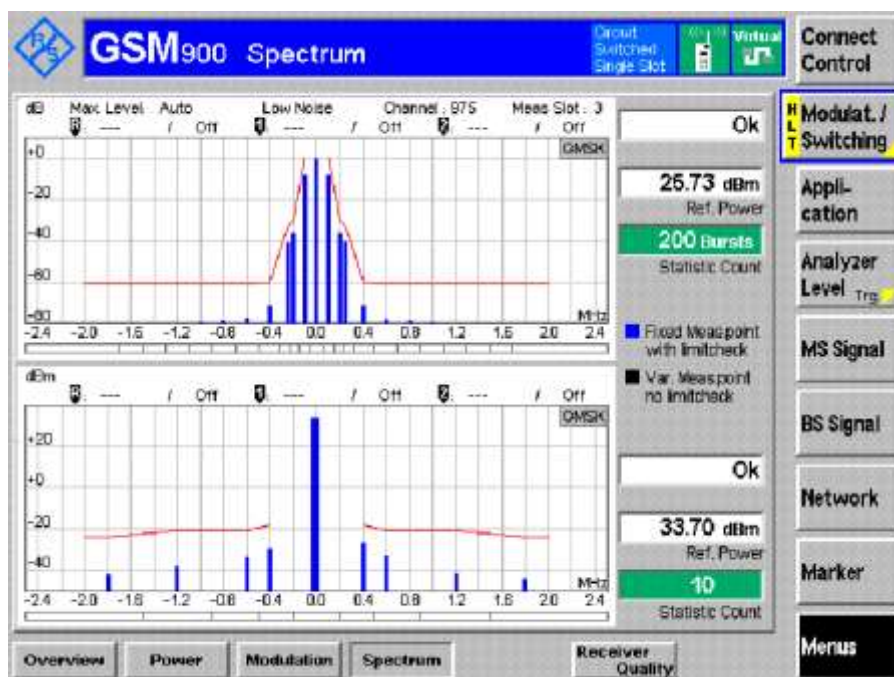 R&S GSM900 Spectrum
Circuit Switched Single Slot
Virtual
Connect Control
dB Max. Level Auto Low Noise Channel: 975 Meas Slot: 3
--- / Off --- / Off --- / Off
GMSK
Ok
+0
-20
-40
-60
-80
MHz
-2.4 -2.0 -1.6 -1.2 -0.8 -0.4 0.0 0.4 0.8 1.2 1.6 2.0 2.4
25.73 dBm
Ref. Power
200 Bursts
Statistic Count
Fixed Meas point with limitcheck
Var. Meas point no limitcheck
dBm
--- / Off --- / Off --- / Off
GMSK
+20
+0
-20
-40
MHz
-2.4 -2.0 -1.6 -1.2 -0.8 -0.4 0.0 0.4 0.8 1.2 1.6 2.0 2.4
Ok
33.70 dBm
Ref. Power
10
Statistic Count
HLT
Modulat./ Switching
Appli- cation
Analyzer Level Trg.
MS Signal
BS Signal
Network
Marker
Menus
Overview Power Modulation Spectrum Receiver Quality